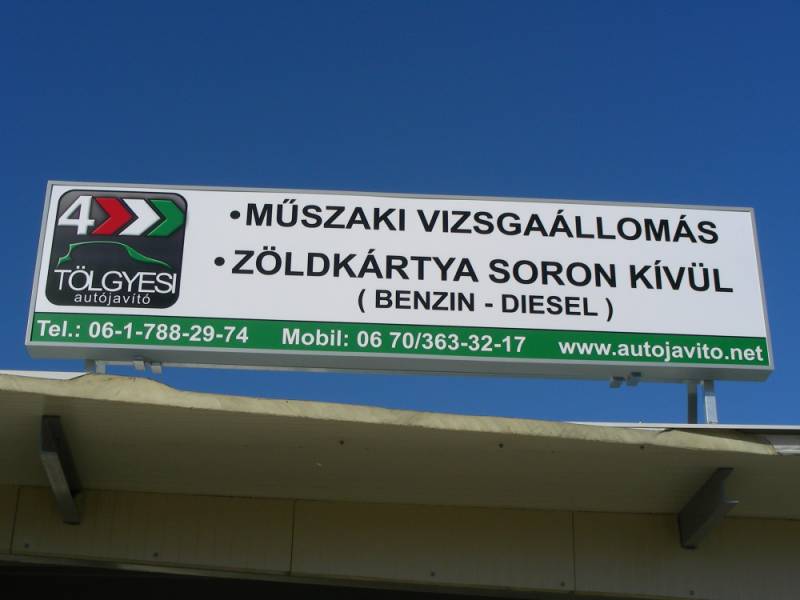 4
TÖLGYESI
autójavító
•MŰSZAKI VIZSGAÁLLOMÁS
•ZÖLDKÁRTYA SORON KÍVÜL
( BENZIN - DIESEL )
Tel.: 06-1-788-29-74 Mobil: 06 70/363-32-17 www.autojavito.net